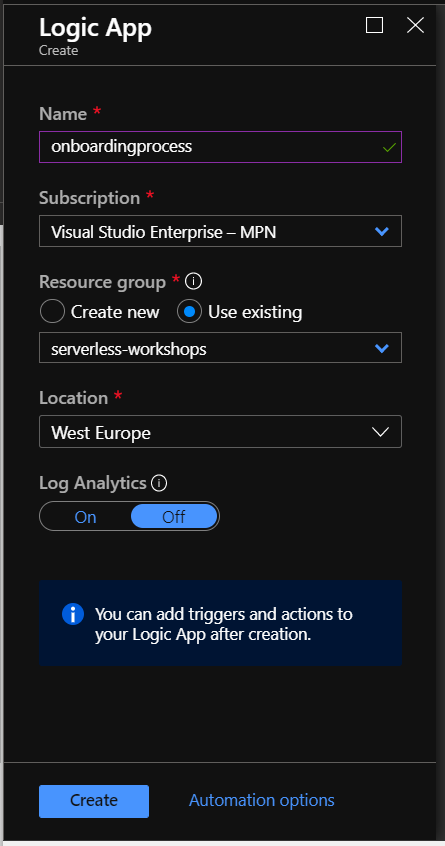 Logic App
Create
Name *
onboardingprocess
Subscription *
Visual Studio Enterprise – MPN
Resource group *
Create new Use existing
serverless-workshops
Location *
West Europe
Log Analytics
On Off
You can add triggers and actions to
your Logic App after creation.
Create Automation options